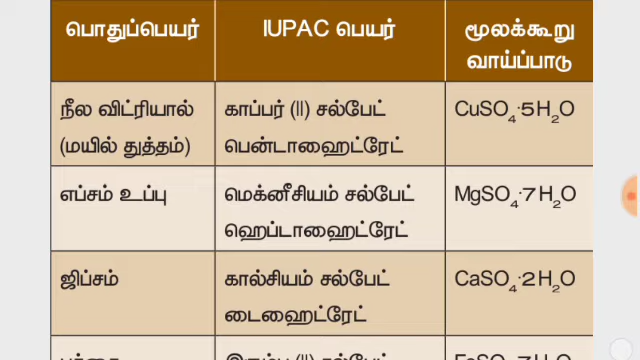 பொதுப்பெயர் IUPAC பெயர் மூலக்கூறு
வாய்ப்பாடு
நீல விட்ரியால் காப்பர் (II) சல்பேட் CuSO₄·5H₂O
(மயில் துத்தம்) பென்டாஹைட்ரேட்
எப்சம் உப்பு மெக்னீசியம் சல்பேட் MgSO₄·7H₂O
ஹெப்டாஹைட்ரேட்
ஜிப்சம் கால்சியம் சல்பேட் CaSO₄·2H₂O
டைஹைட்ரேட்